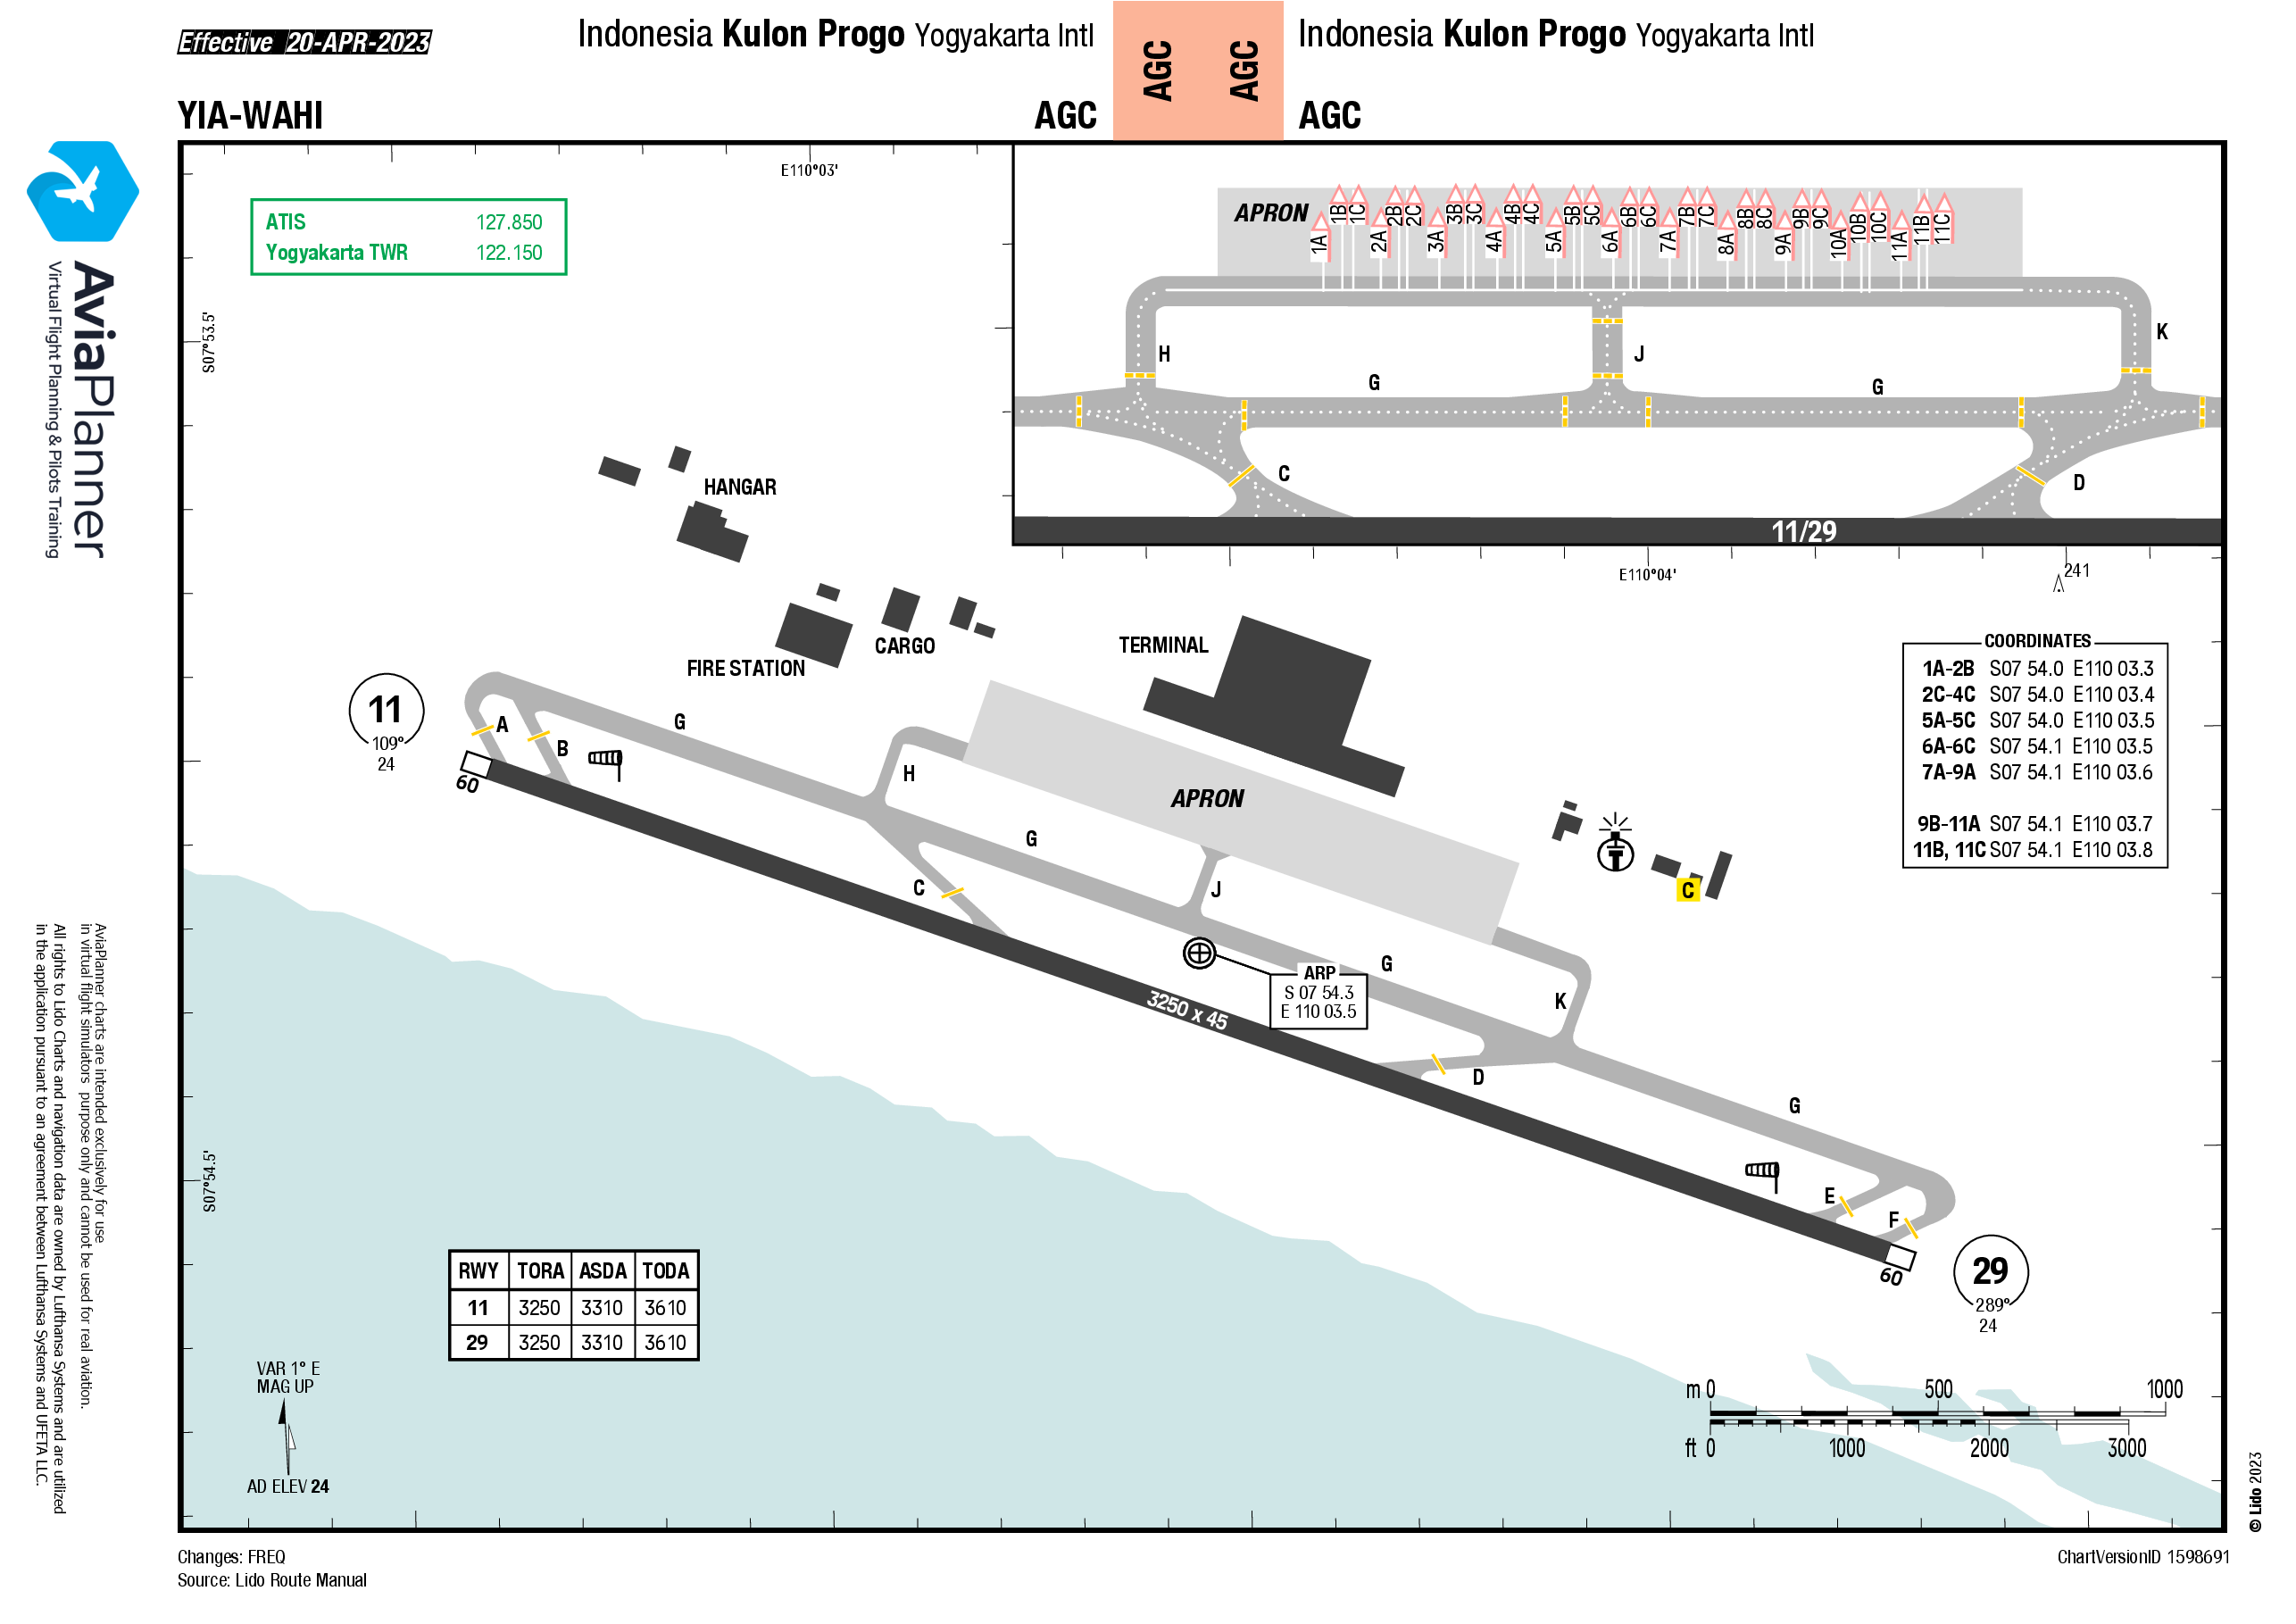 Effective 20-APR-2023
Indonesia Kulon Progo Yogyakarta Intl
AGC
AGC
Indonesia Kulon Progo Yogyakarta Intl
YIA-WAHI
AGC
AGC
AviaPlanner
Virtual Flight Planning & Pilots Training
E110°03'
ATIS 127.850
Yogyakarta TWR 122.150
S07°53.5'
APRON
1A
1B
1C
2A
2B
2C
3A
3B
3C
4A
4B
4C
5A
5B
5C
6A
6B
6C
7A
7B
7C
8A
8B
8C
9A
9B
9C
10A
10B
10C
11A
11B
11C
H
J
K
G
G
C
D
11/29
E110°04'
241
HANGAR
CARGO
FIRE STATION
TERMINAL
COORDINATES
1A-2B S07 54.0 E110 03.3
2C-4C S07 54.0 E110 03.4
5A-5C S07 54.0 E110 03.5
6A-6C S07 54.1 E110 03.5
7A-9A S07 54.1 E110 03.6
9B-11A S07 54.1 E110 03.7
11B, 11C S07 54.1 E110 03.8
11
109°
24
A
B
60
G
H
APRON
G
C
J
C
ARP
S 07 54.3
E 110 03.5
G
K
3250 x 45
D
G
E
F
60
29
289°
24
S07°54.5'
RWY TORA ASDA TODA
11 3250 3310 3610
29 3250 3310 3610
VAR 1° E
MAG UP
AD ELEV 24
m 0 500 1000
ft 0 1000 2000 3000
AviaPlanner charts are intended exclusively for use
in virtual flight simulators purpose only and cannot be used for real aviation.
All rights to Lido Charts and navigation data are owned by Lufthansa Systems and are utilized
in the application pursuant to an agreement between Lufthansa Systems and UFETA LLC.
© Lido 2023
Changes: FREQ
Source: Lido Route Manual
ChartVersionID 1598691